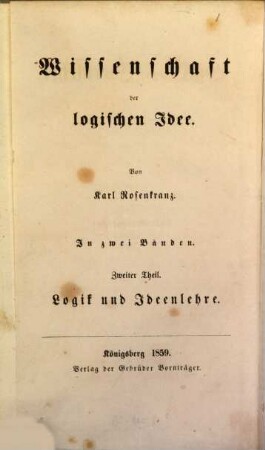 Wissenschaft
der
logischen Idee.
Von
Karl Rosenkranz.
In zwei Bänden.
Zweiter Theil.
Logik und Ideenlehre.
Königsberg 1859.
Verlag der Gebrüder Bornträger.